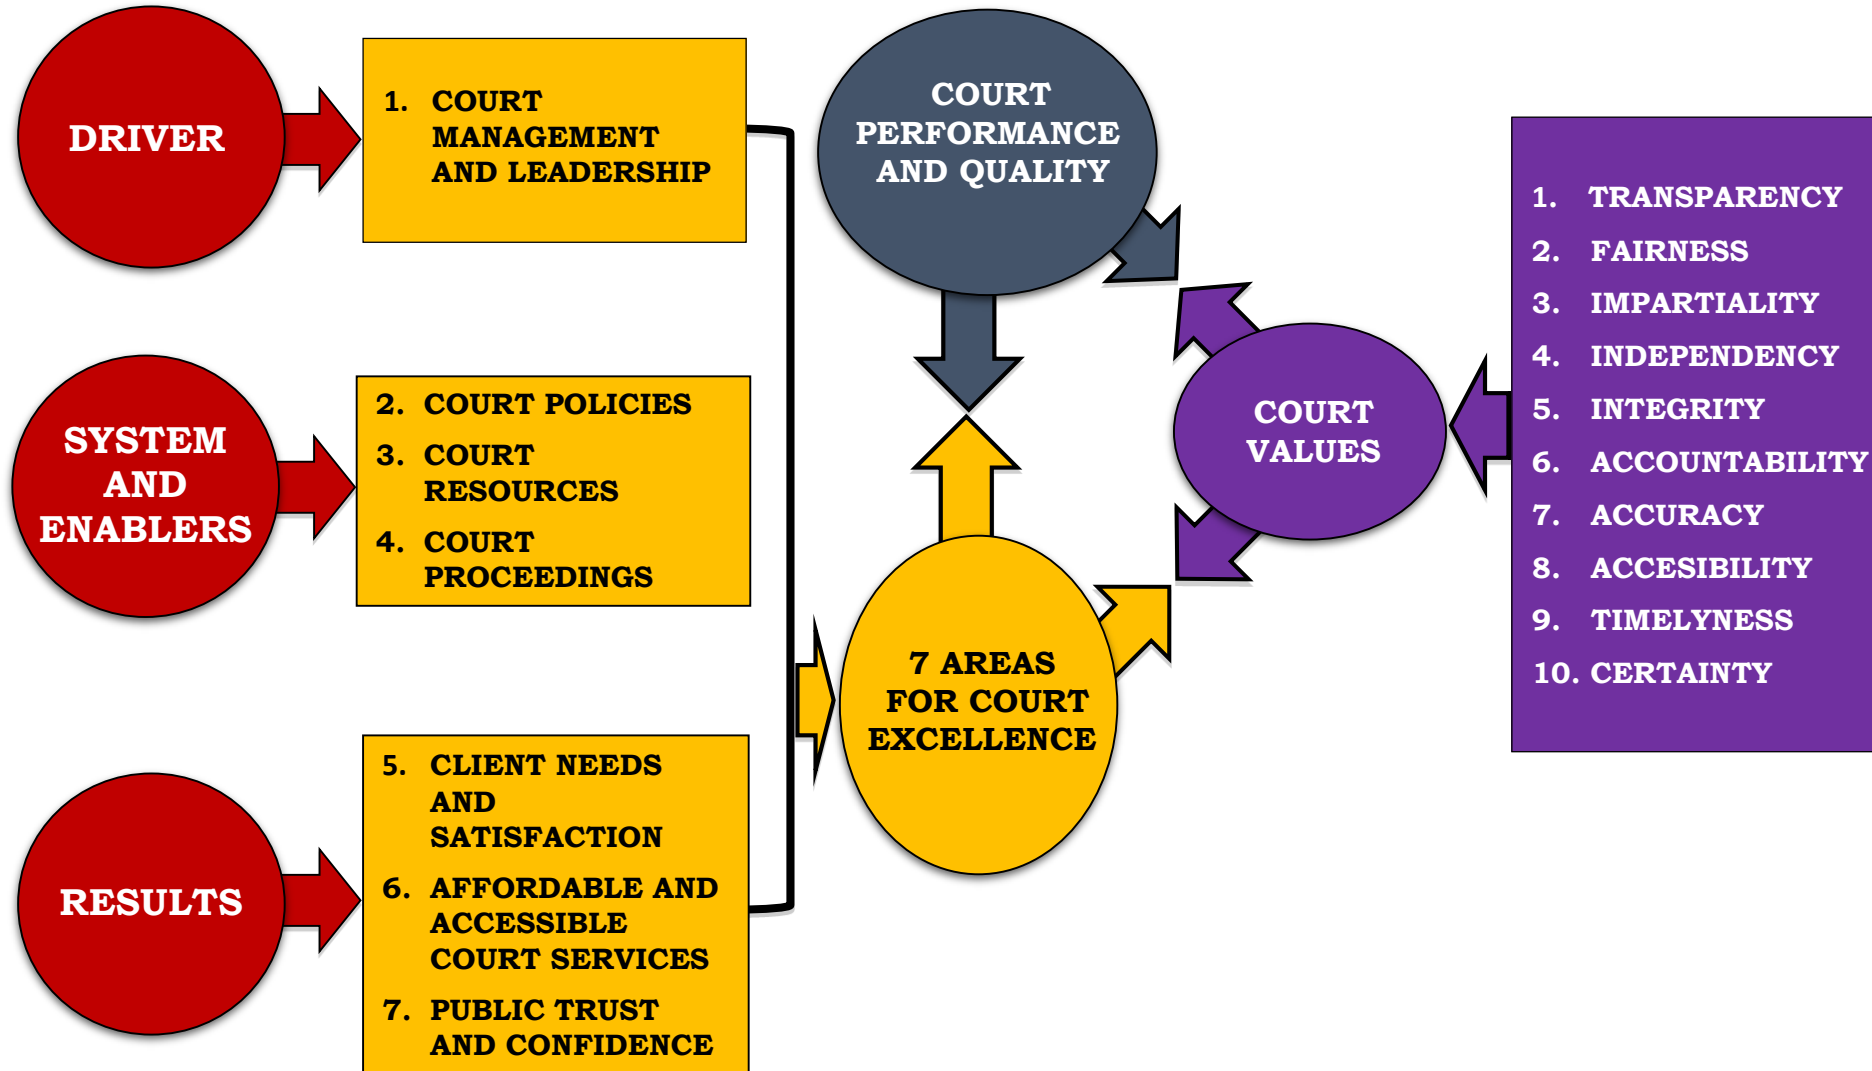 DRIVER
1. COURT
MANAGEMENT
AND LEADERSHIP
SYSTEM
AND
ENABLERS
2. COURT POLICIES
3. COURT
RESOURCES
4. COURT
PROCEEDINGS
RESULTS
5. CLIENT NEEDS
AND
SATISFACTION
6. AFFORDABLE AND
ACCESSIBLE
COURT SERVICES
7. PUBLIC TRUST
AND CONFIDENCE
COURT
PERFORMANCE
AND QUALITY
7 AREAS
FOR COURT
EXCELLENCE
COURT
VALUES
1. TRANSPARENCY
2. FAIRNESS
3. IMPARTIALITY
4. INDEPENDENCY
5. INTEGRITY
6. ACCOUNTABILITY
7. ACCURACY
8. ACCESIBILITY
9. TIMELYNESS
10. CERTAINTY